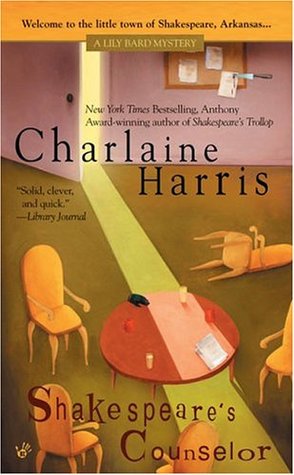 Welcome to the little town of Shakespeare, Arkansas...
A LILY BARD MYSTERY
New York Times Bestselling, Anthony
Award-winning author of Shakespeare's Trollop
Charlaine
Harris
"Solid, clever,
and quick."
—Library Journal
Shakespeare's
Counselor